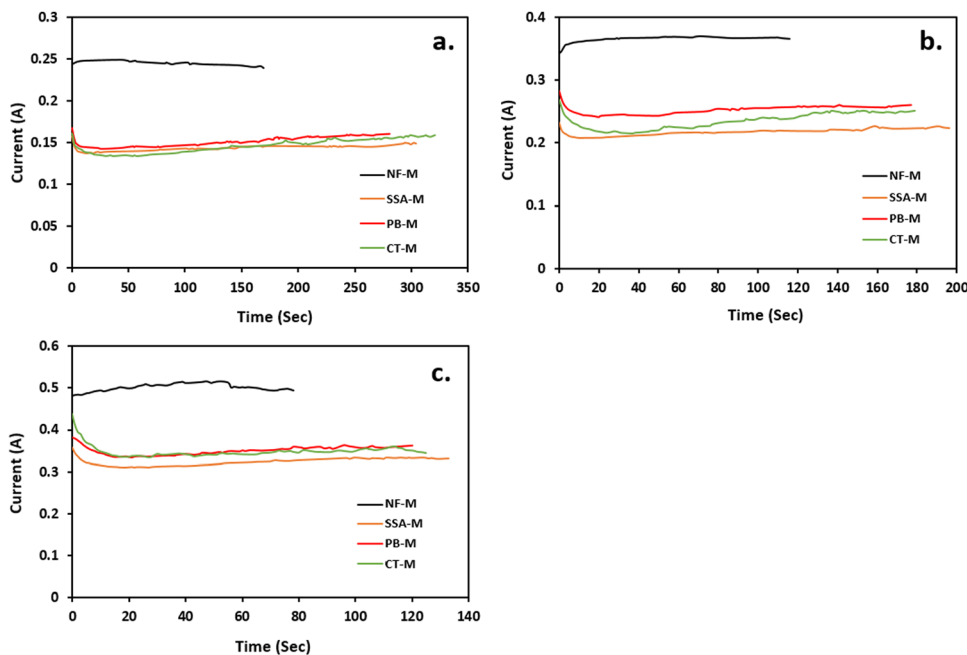 a.
Current (A)
0.3
0.25
0.2
0.15
0.1
0.05
0
NF-M
SSA-M
PB-M
CT-M
0 50 100 150 200 250 300 350
Time (Sec)
b.
Current (A)
0.4
0.3
0.2
0.1
0
NF-M
SSA-M
PB-M
CT-M
0 20 40 60 80 100 120 140 160 180 200
Time (Sec)
c.
Current (A)
0.6
0.5
0.4
0.3
0.2
0.1
0
NF-M
SSA-M
PB-M
CT-M
0 20 40 60 80 100 120 140
Time (Sec)